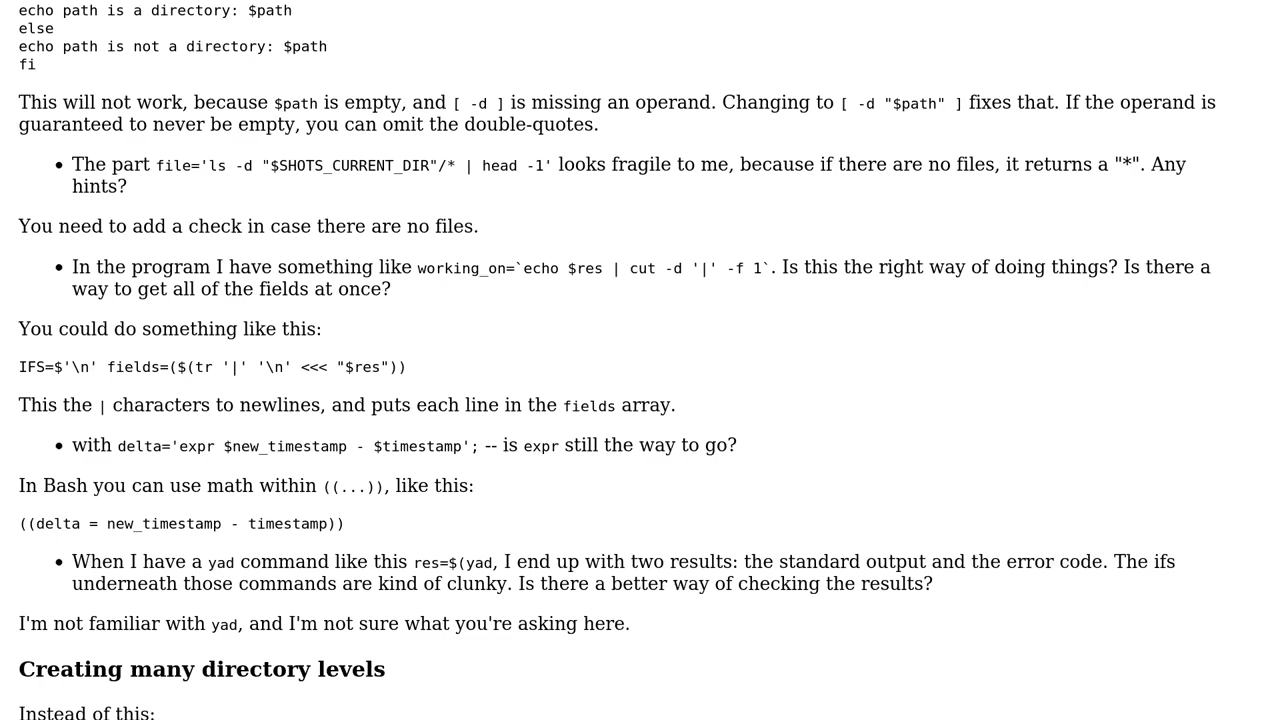 echo path is a directory: $path
else
echo path is not a directory: $path
fi
This will not work, because $path is empty, and [ -d ] is missing an operand. Changing to [ -d "$path" ] fixes that. If the operand is
guaranteed to never be empty, you can omit the double-quotes.
• The part file='ls -d "$SHOTS_CURRENT_DIR"/* | head -1' looks fragile to me, because if there are no files, it returns a "*". Any
hints?
You need to add a check in case there are no files.
• In the program I have something like working_on=`echo $res | cut -d '|' -f 1`. Is this the right way of doing things? Is there a
way to get all of the fields at once?
You could do something like this:
IFS=$'\n' fields=($(tr '|' '\n' <<< "$res"))
This the | characters to newlines, and puts each line in the fields array.
• with delta='expr $new_timestamp - $timestamp'; -- is expr still the way to go?
In Bash you can use math within ((...)), like this:
((delta = new_timestamp - timestamp))
• When I have a yad command like this res=$(yad, I end up with two results: the standard output and the error code. The ifs
underneath those commands are kind of clunky. Is there a better way of checking the results?
I'm not familiar with yad, and I'm not sure what you're asking here.
Creating many directory levels
Instead of this: